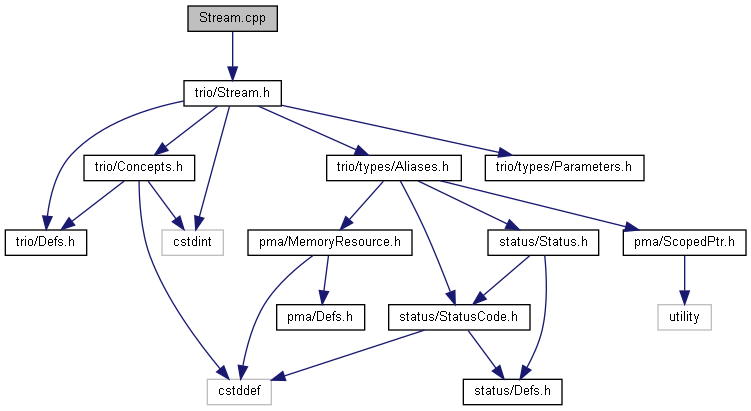 Stream.cpp
trio/Stream.h
trio/Concepts.h
trio/types/Aliases.h
trio/types/Parameters.h
trio/Defs.h
cstdint
pma/MemoryResource.h
status/Status.h
pma/ScopedPtr.h
pma/Defs.h
status/StatusCode.h
utility
cstddef
status/Defs.h